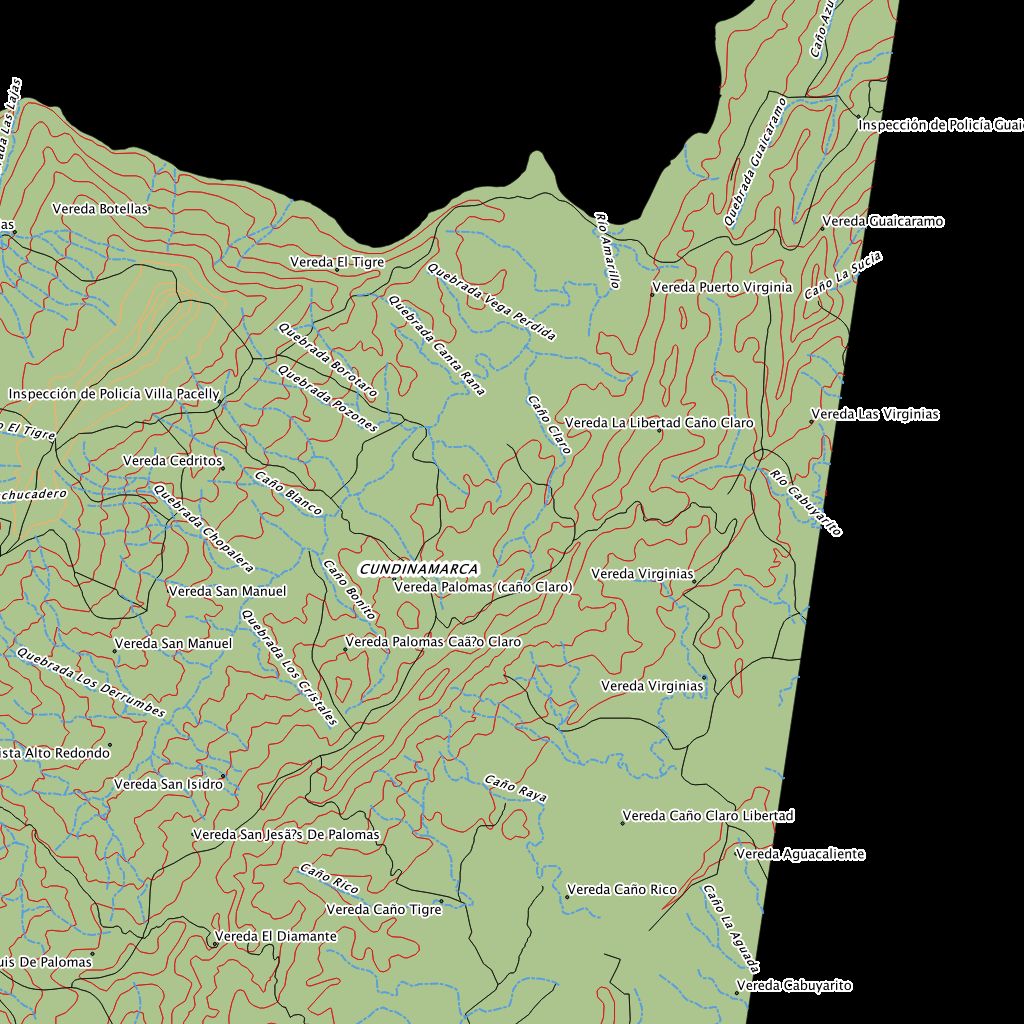 Caño Azu
Las Lajas
Quebrada Guaicaramo
Inspección de Policía Guaic
Vereda Botellas
as
Río Amarillo
Vereda Guaicaramo
Vereda El Tigre
Quebrada Vega Perdida
Caño La Sucia
Vereda Puerto Virginia
Quebrada Canta Rana
Quebrada Borotaro
Quebrada Pozones
Inspección de Policía Villa Pacelly
Caño Claro
Vereda La Libertad Caño Claro
Vereda Las Virginias
o El Tigre
Vereda Cedritos
Caño Blanco
Río Cabuyarito
chucadero
Quebrada Chopalera
CUNDINAMARCA
Vereda Palomas (caño Claro)
Vereda Virginias
Caño Bonito
Vereda San Manuel
Quebrada Los Cristales
Vereda San Manuel
Vereda Palomas Caã?o Claro
Quebrada Los Derrumbes
Vereda Virginias
ista Alto Redondo
Vereda San Isidro
Caño Raya
Vereda Caño Claro Libertad
Vereda San Jesã?s De Palomas
Vereda Aguacaliente
Caño Rico
Vereda Caño Rico
Vereda Caño Tigre
Caño La Aguada
Vereda El Diamante
uis De Palomas
Vereda Cabuyarito